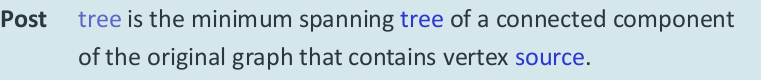 Post tree is the minimum spanning tree of a connected component
of the original graph that contains vertex source.